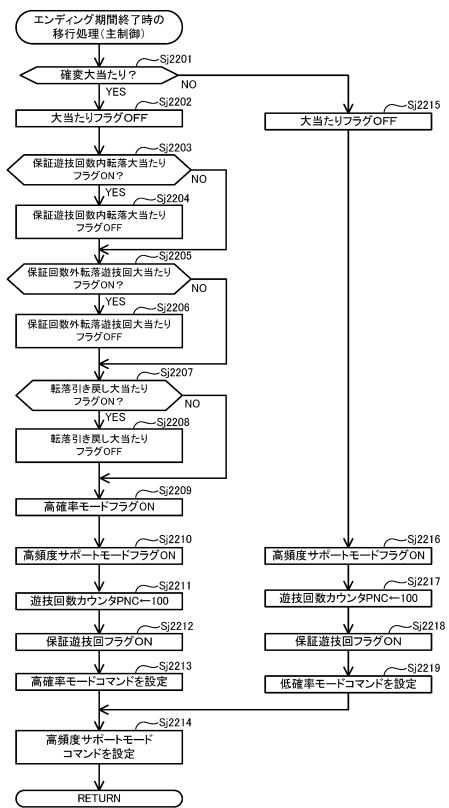 エンディング期間終了時の
移行処理(主制御)
Sj2201
確変大当たり?
YES
NO
Sj2202
大当たりフラグOFF
Sj2215
大当たりフラグOFF
Sj2203
保証遊技回数内転落大当たり
フラグON?
YES
NO
Sj2204
保証遊技回数内転落大当たり
フラグOFF
Sj2205
保証回数外転落遊技回大当たり
フラグON?
YES
NO
Sj2206
保証回数外転落遊技回大当たり
フラグOFF
Sj2207
転落引き戻し大当たり
フラグON?
YES
NO
Sj2208
転落引き戻し大当たり
フラグOFF
Sj2209
高確率モードフラグON
Sj2210
高頻度サポートモードフラグON
Sj2216
高頻度サポートモードフラグON
Sj2211
遊技回数カウンタPNC←100
Sj2217
遊技回数カウンタPNC←100
Sj2212
保証遊技回フラグON
Sj2218
保証遊技回フラグON
Sj2213
高確率モードコマンドを設定
Sj2219
低確率モードコマンドを設定
Sj2214
高頻度サポートモード
コマンドを設定
RETURN